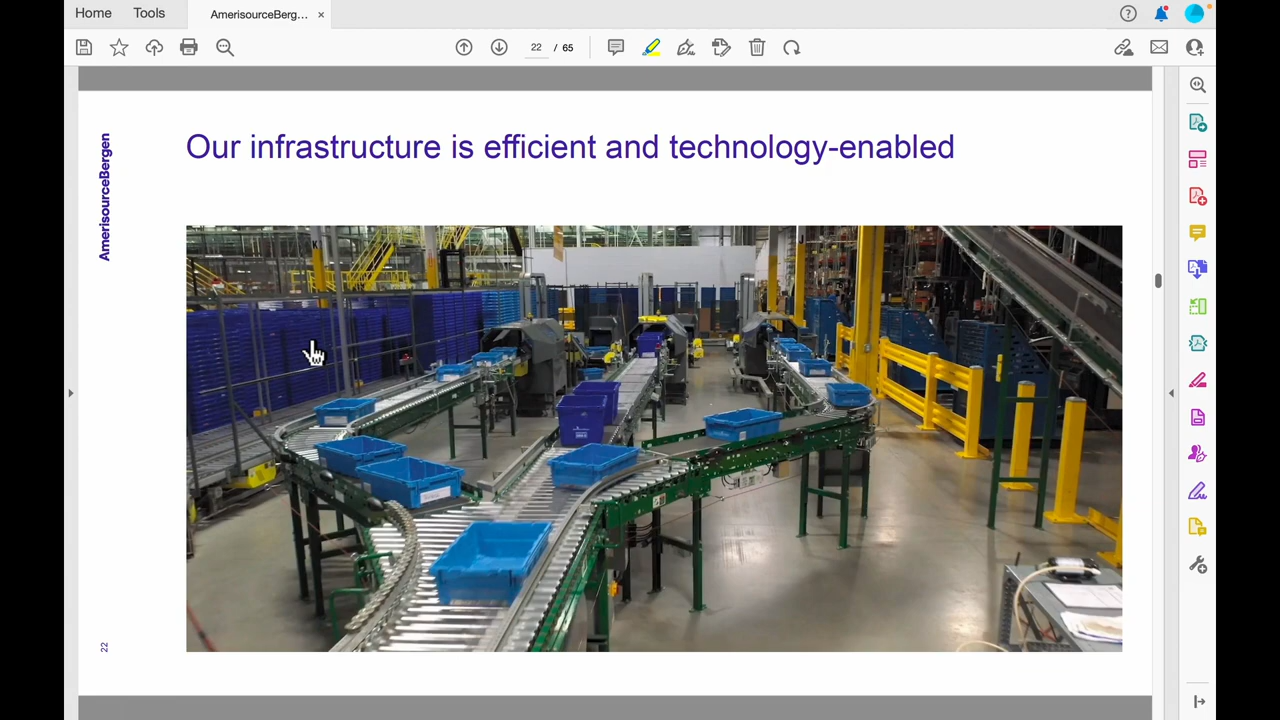 Home
Tools
AmerisourceBerg... ×
22 / 65
Our infrastructure is efficient and technology-enabled
AmerisourceBergen
K
22